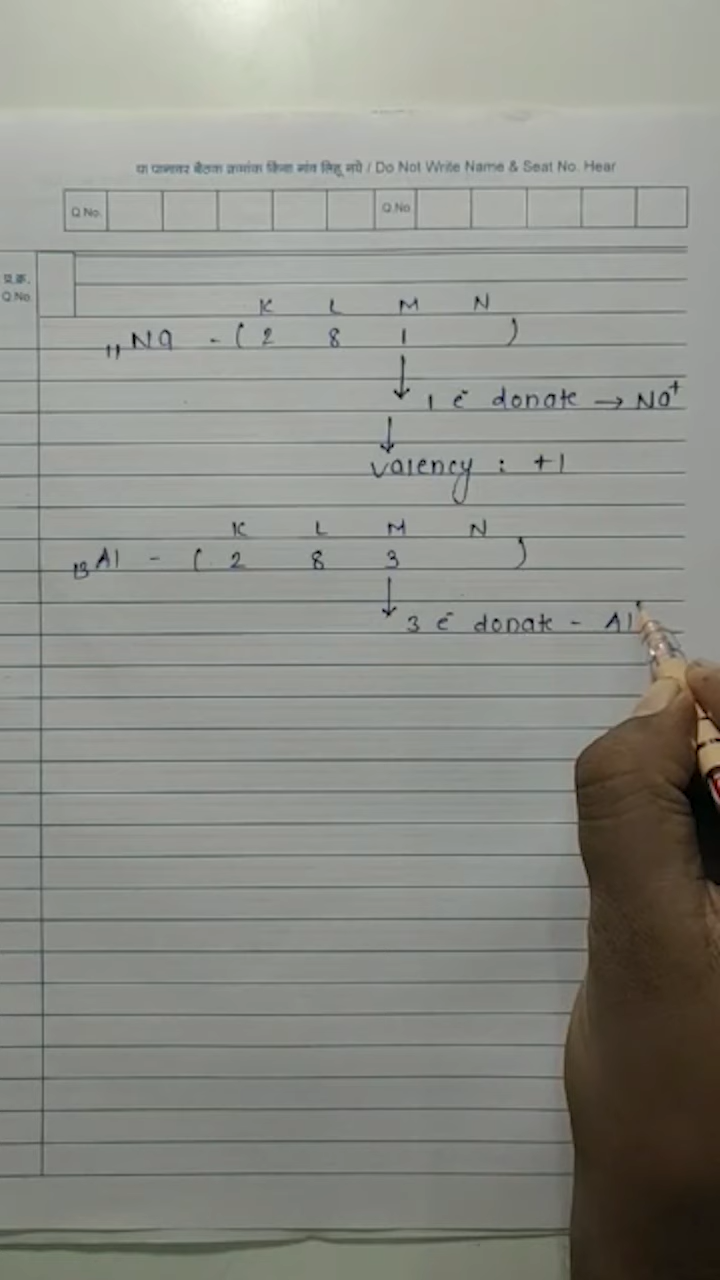 या पानावर बैठक क्रमांक किंवा नांव लिहू नये / Do Not Write Name & Seat No. Hear
Q.No. Q.No.
प्र.क्र.
Q.No.
K L M N
₁₁Na - ( 2 8 1 )
↓ 1 ē donate → Na⁺
↓
valency : +1
K L M N
₁₃Al - ( 2 8 3 )
↓ 3 ē donate - Al